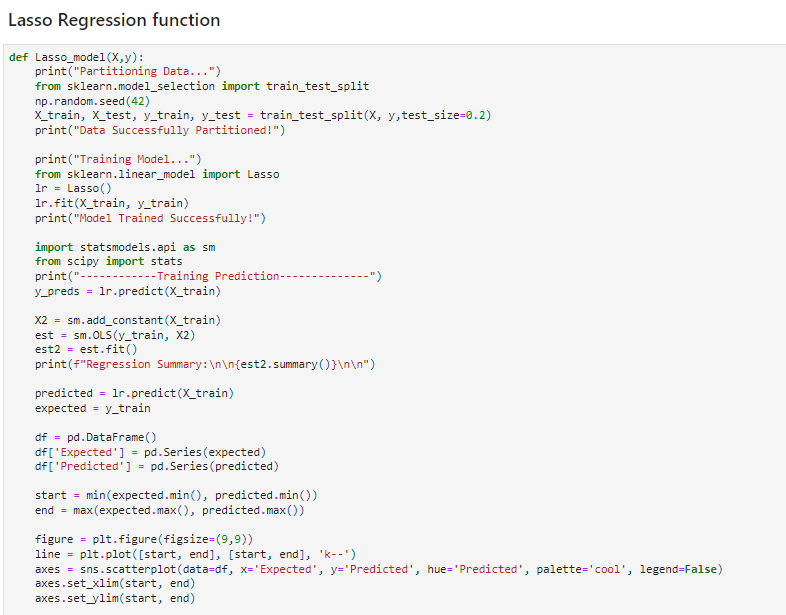 Lasso Regression function
def Lasso_model(X,y):
    print("Partitioning Data...")
    from sklearn.model_selection import train_test_split
    np.random.seed(42)
    X_train, X_test, y_train, y_test = train_test_split(X, y,test_size=0.2)
    print("Data Successfully Partitioned!")

    print("Training Model...")
    from sklearn.linear_model import Lasso
    lr = Lasso()
    lr.fit(X_train, y_train)
    print("Model Trained Successfully!")

    import statsmodels.api as sm
    from scipy import stats
    print("------------Training Prediction--------------")
    y_preds = lr.predict(X_train)

    X2 = sm.add_constant(X_train)
    est = sm.OLS(y_train, X2)
    est2 = est.fit()
    print(f"Regression Summary:\n\n{est2.summary()}\n\n")

    predicted = lr.predict(X_train)
    expected = y_train

    df = pd.DataFrame()
    df['Expected'] = pd.Series(expected)
    df['Predicted'] = pd.Series(predicted)

    start = min(expected.min(), predicted.min())
    end = max(expected.max(), predicted.max())

    figure = plt.figure(figsize=(9,9))
    line = plt.plot([start, end], [start, end], 'k--')
    axes = sns.scatterplot(data=df, x='Expected', y='Predicted', hue='Predicted', palette='cool', legend=False)
    axes.set_xlim(start, end)
    axes.set_ylim(start, end)